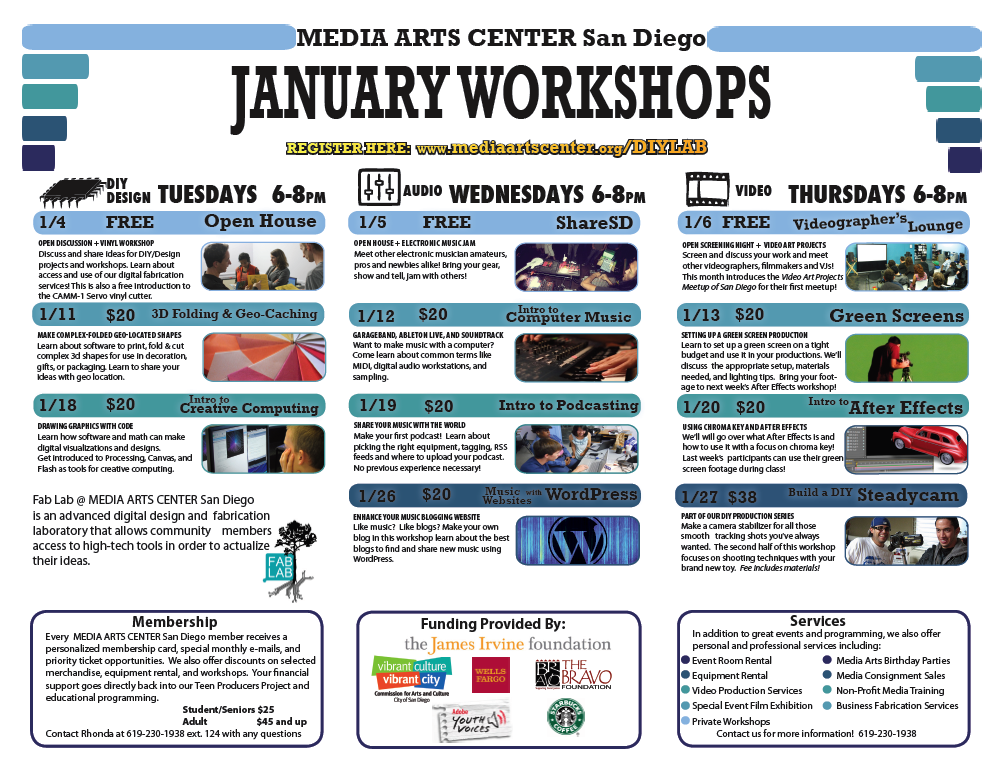 MEDIA ARTS CENTER San Diego
JANUARY WORKSHOPS
REGISTER HERE: www.mediaartscenter.org/DIYLAB
DIY
DESIGN TUESDAYS 6-8PM
1/4 FREE Open House
OPEN DISCUSSION + VINYL WORKSHOP
Discuss and share ideas for DIY/Design
projects and workshops. Learn about
access and use of our digital fabrication
services! This is also a free introduction to
the CAMM-1 Servo vinyl cutter.
1/11 $20 3D Folding & Geo-Caching
MAKE COMPLEX-FOLDED GEO-LOCATED SHAPES
Learn about software to print, fold & cut
complex 3d shapes for use in decoration,
gifts, or packaging. Learn to share your
ideas with geo location.
1/18 $20 Intro to
Creative Computing
DRAWING GRAPHICS WITH CODE
Learn how software and math can make
digital visualizations and designs.
Get introduced to Processing, Canvas, and
Flash as tools for creative computing.
Fab Lab @ MEDIA ARTS CENTER San Diego
is an advanced digital design and fabrication
laboratory that allows community members
access to high-tech tools in order to actualize
their ideas.
FAB
LAB
AUDIO WEDNESDAYS 6-8PM
1/5 FREE ShareSD
OPEN HOUSE + ELECTRONIC MUSIC JAM
Meet other electronic musician amateurs,
pros and newbies alike! Bring your gear,
show and tell, Jam with others!
1/12 $20 Intro to
Computer Music
GARAGEBAND, ABLETON LIVE, AND SOUNDTRACK
Want to make music with a computer?
Come learn about common terms like
MIDI, digital audio workstations, and
sampling.
1/19 $20 Intro to Podcasting
SHARE YOUR MUSIC WITH THE WORLD
Make your first podcast! Learn about
picking the right equipment, tagging, RSS
feeds and where to upload your podcast.
No previous experience necessary!
1/26 $20 Music Websites with WordPress
ENHANCE YOUR MUSIC BLOGGING WEBSITE
Like music? Like blogs? Make your own
blog in this workshop learn about the best
blogs to find and share new music using
WordPress.
VIDEO THURSDAYS 6-8PM
1/6 FREE Videographer's Lounge
OPEN SCREENING NIGHT + VIDEO ART PROJECTS
Screen and discuss your work and meet
other videographers, filmmakers and VJs!
This month introduces the Video Art Projects
Meetup of San Diego for their first meetup!
1/13 $20 Green Screens
SETTING UP A GREEN SCREEN PRODUCTION
Learn to set up a green screen on a tight
budget and use it in your productions. We'll
discuss the appropriate setup, materials
needed, and lighting tips. Bring your foot-
age to next week's After Effects workshop!
1/20 $20 Intro to After Effects
USING CHROMA KEY AND AFTER EFFECTS
We'll will go over what After Effects is and
how to use it with a focus on chroma key!
Last week's participants can use their green
screen footage during class!
1/27 $38 Build a DIY Steadycam
PART OF OUR DIY PRODUCTION SERIES
Make a camera stabilizer for all those
smooth tracking shots you've always
wanted. The second half of this workshop
focuses on shooting techniques with your
brand new toy. Fee includes materials!
Membership
Every MEDIA ARTS CENTER San Diego member receives a
personalized membership card, special monthly e-mails, and
priority ticket opportunities. We also offer discounts on selected
merchandise, equipment rental, and workshops. Your financial
support goes directly back into our Teen Producers Project and
educational programming.
Student/Seniors $25
Adult $45 and up
Contact Rhonda at 619-230-1938 ext. 124 with any questions
Funding Provided By:
the James Irvine foundation
vibrant culture
vibrant city
Commission for Arts and Culture
City of San Diego
WELLS
FARGO
BRAVO
THE
BRAVO
FOUNDATION
Adobe
YOUTH
VOICES
STARBUCKS COFFEE
Services
In addition to great events and programming, we also offer
personal and professional services including:
Event Room Rental
Equipment Rental
Video Production Services
Special Event Film Exhibition
Private Workshops
Media Arts Birthday Parties
Media Consignment Sales
Non-Profit Media Training
Business Fabrication Services
Contact us for more information! 619-230-1938